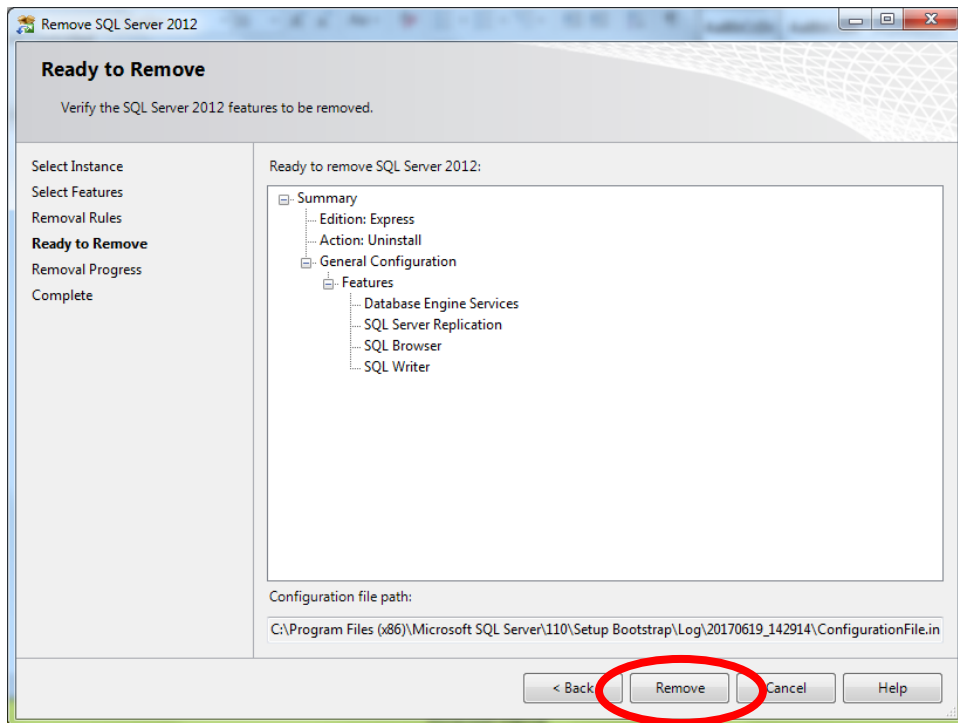 Remove SQL Server 2012
Ready to Remove
Verify the SQL Server 2012 features to be removed.
Select Instance
Select Features
Removal Rules
Ready to Remove
Removal Progress
Complete
Ready to remove SQL Server 2012:
Summary
Edition: Express
Action: Uninstall
General Configuration
Features
Database Engine Services
SQL Server Replication
SQL Browser
SQL Writer
Configuration file path:
C:\Program Files (x86)\Microsoft SQL Server\110\Setup Bootstrap\Log\20170619_142914\ConfigurationFile.in
< Back Remove Cancel Help